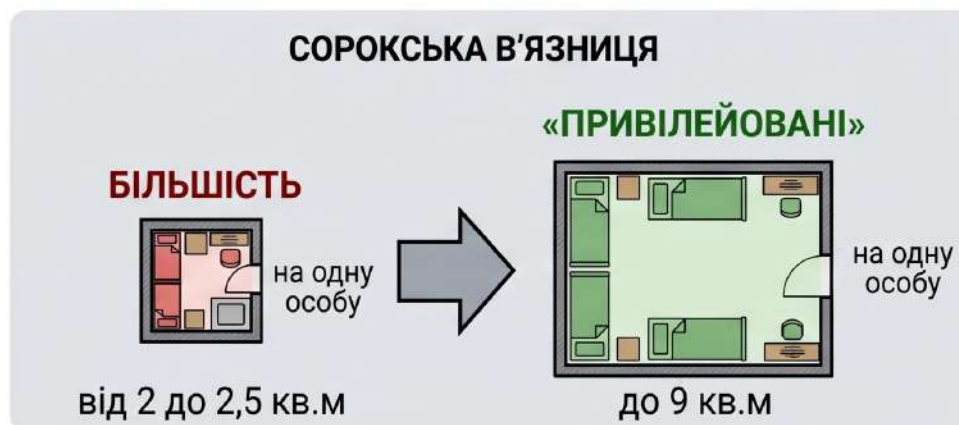 СОРОКСЬКА В’ЯЗНИЦЯ
БІЛЬШІСТЬ
на одну
особу
від 2 до 2,5 кв.м
«ПРИВІЛЕЙОВАНІ»
на одну
особу
до 9 кв.м